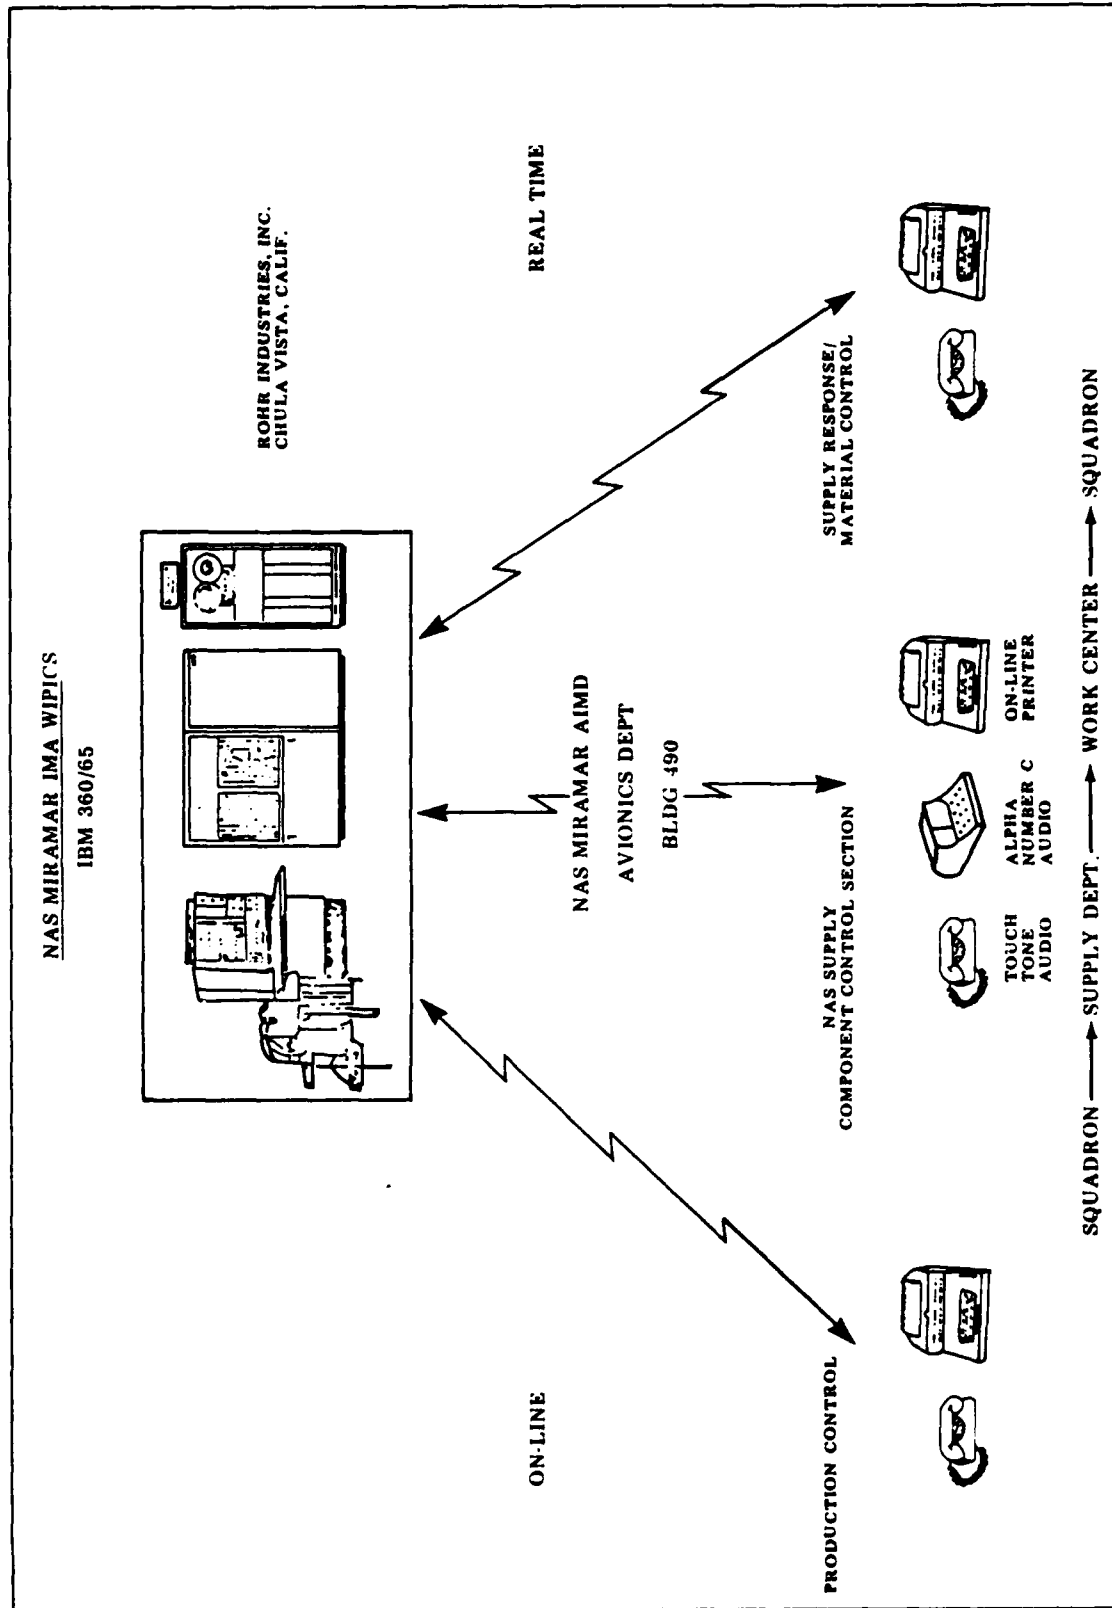 NAS MIRAMAR IMA WIPICS
IBM 360/65
ROHR INDUSTRIES, INC.
CHULA VISTA, CALIF.
ON-LINE
REAL TIME
NAS MIRAMAR AIMD
AVIONICS DEPT
BLDG 490
PRODUCTION CONTROL
NAS SUPPLY
COMPONENT CONTROL SECTION
SUPPLY RESPONSE/
MATERIAL CONTROL
TOUCH
TONE
AUDIO
ALPHA
NUMBER C
AUDIO
ON-LINE
PRINTER
SQUADRON → SUPPLY DEPT. → WORK CENTER → SQUADRON